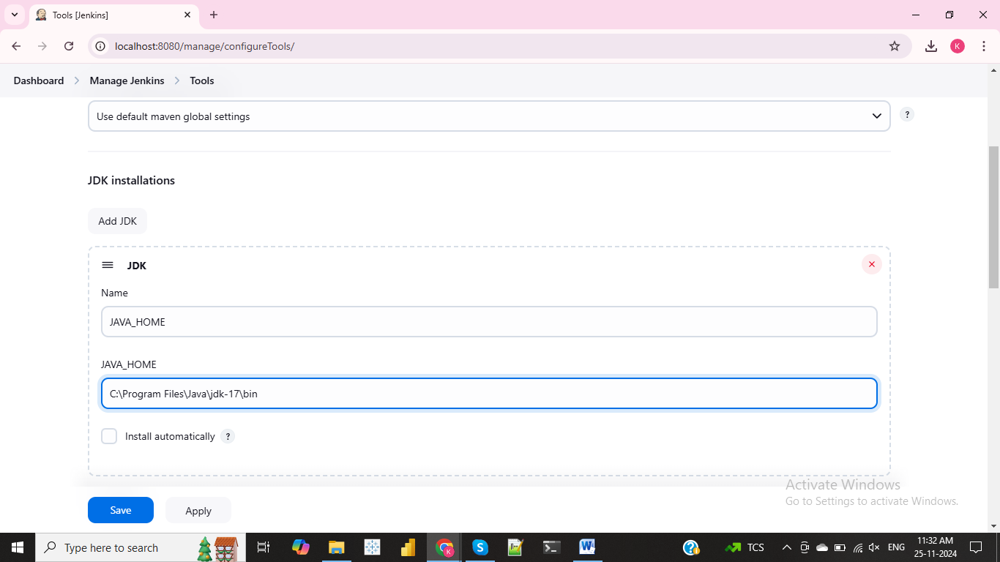 Tools [Jenkins]
localhost:8080/manage/configureTools/
K
Dashboard > Manage Jenkins > Tools
Use default maven global settings
?
JDK installations
Add JDK
JDK
Name
JAVA_HOME
JAVA_HOME
C:\Program Files\Java\jdk-17\bin
Install automatically ?
Activate Windows
Go to Settings to activate Windows.
Save Apply
Type here to search
TCS
ENG
11:32 AM
25-11-2024